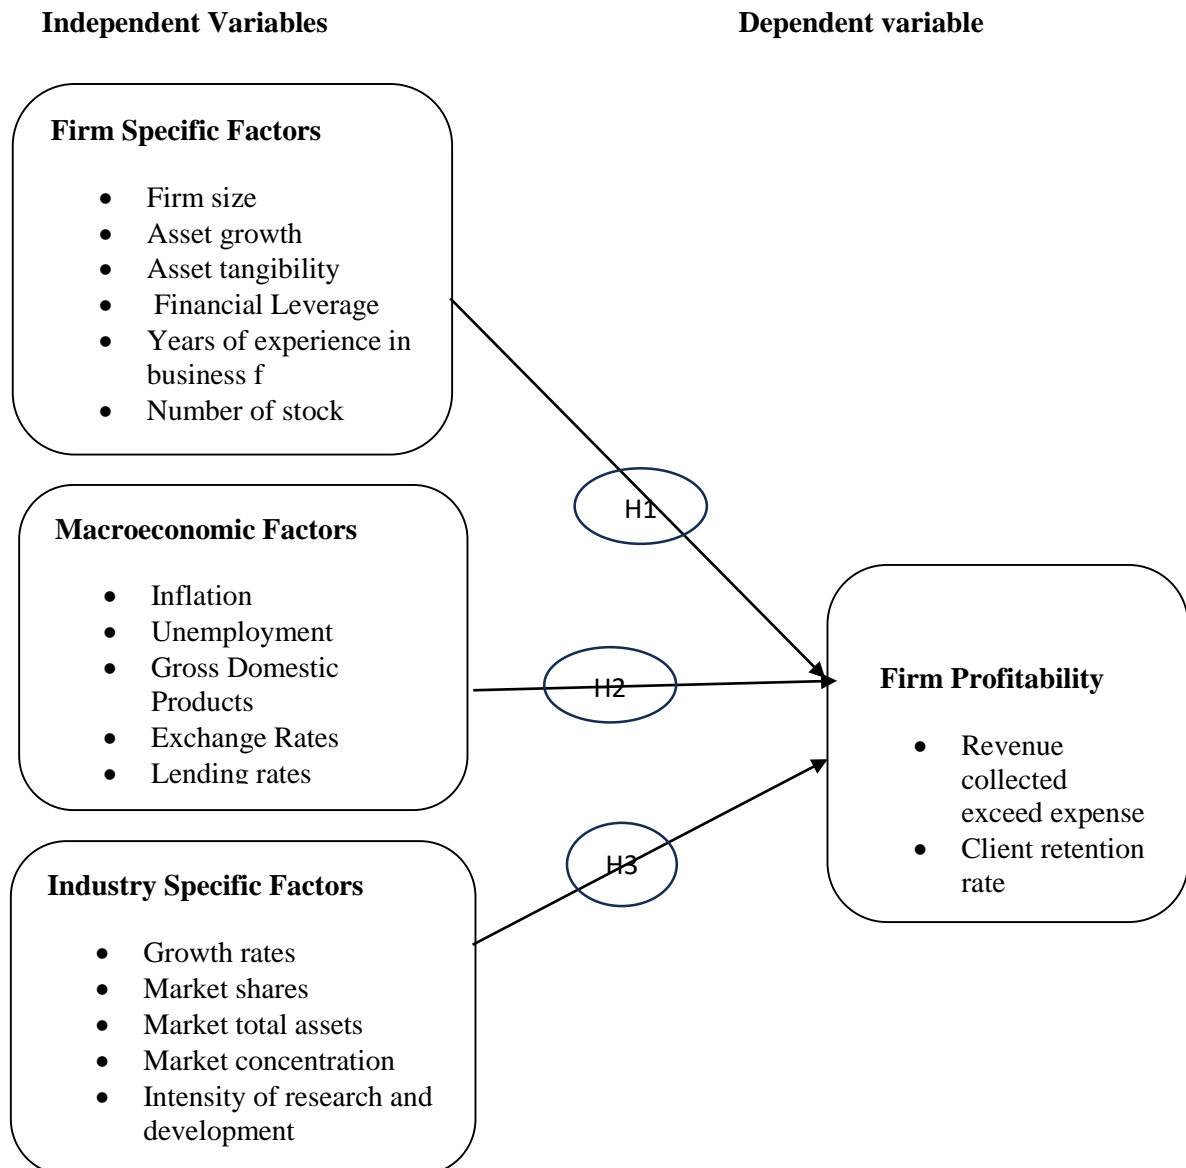 Independent Variables
Dependent variable
Firm Specific Factors
• Firm size
• Asset growth
• Asset tangibility
• Financial Leverage
• Years of experience in
business f
• Number of stock
H1
Macroeconomic Factors
• Inflation
• Unemployment
• Gross Domestic
Products
• Exchange Rates
• Lending rates
H2
Firm Profitability
• Revenue
collected
exceed expense
• Client retention
rate
H3
Industry Specific Factors
• Growth rates
• Market shares
• Market total assets
• Market concentration
• Intensity of research and
development